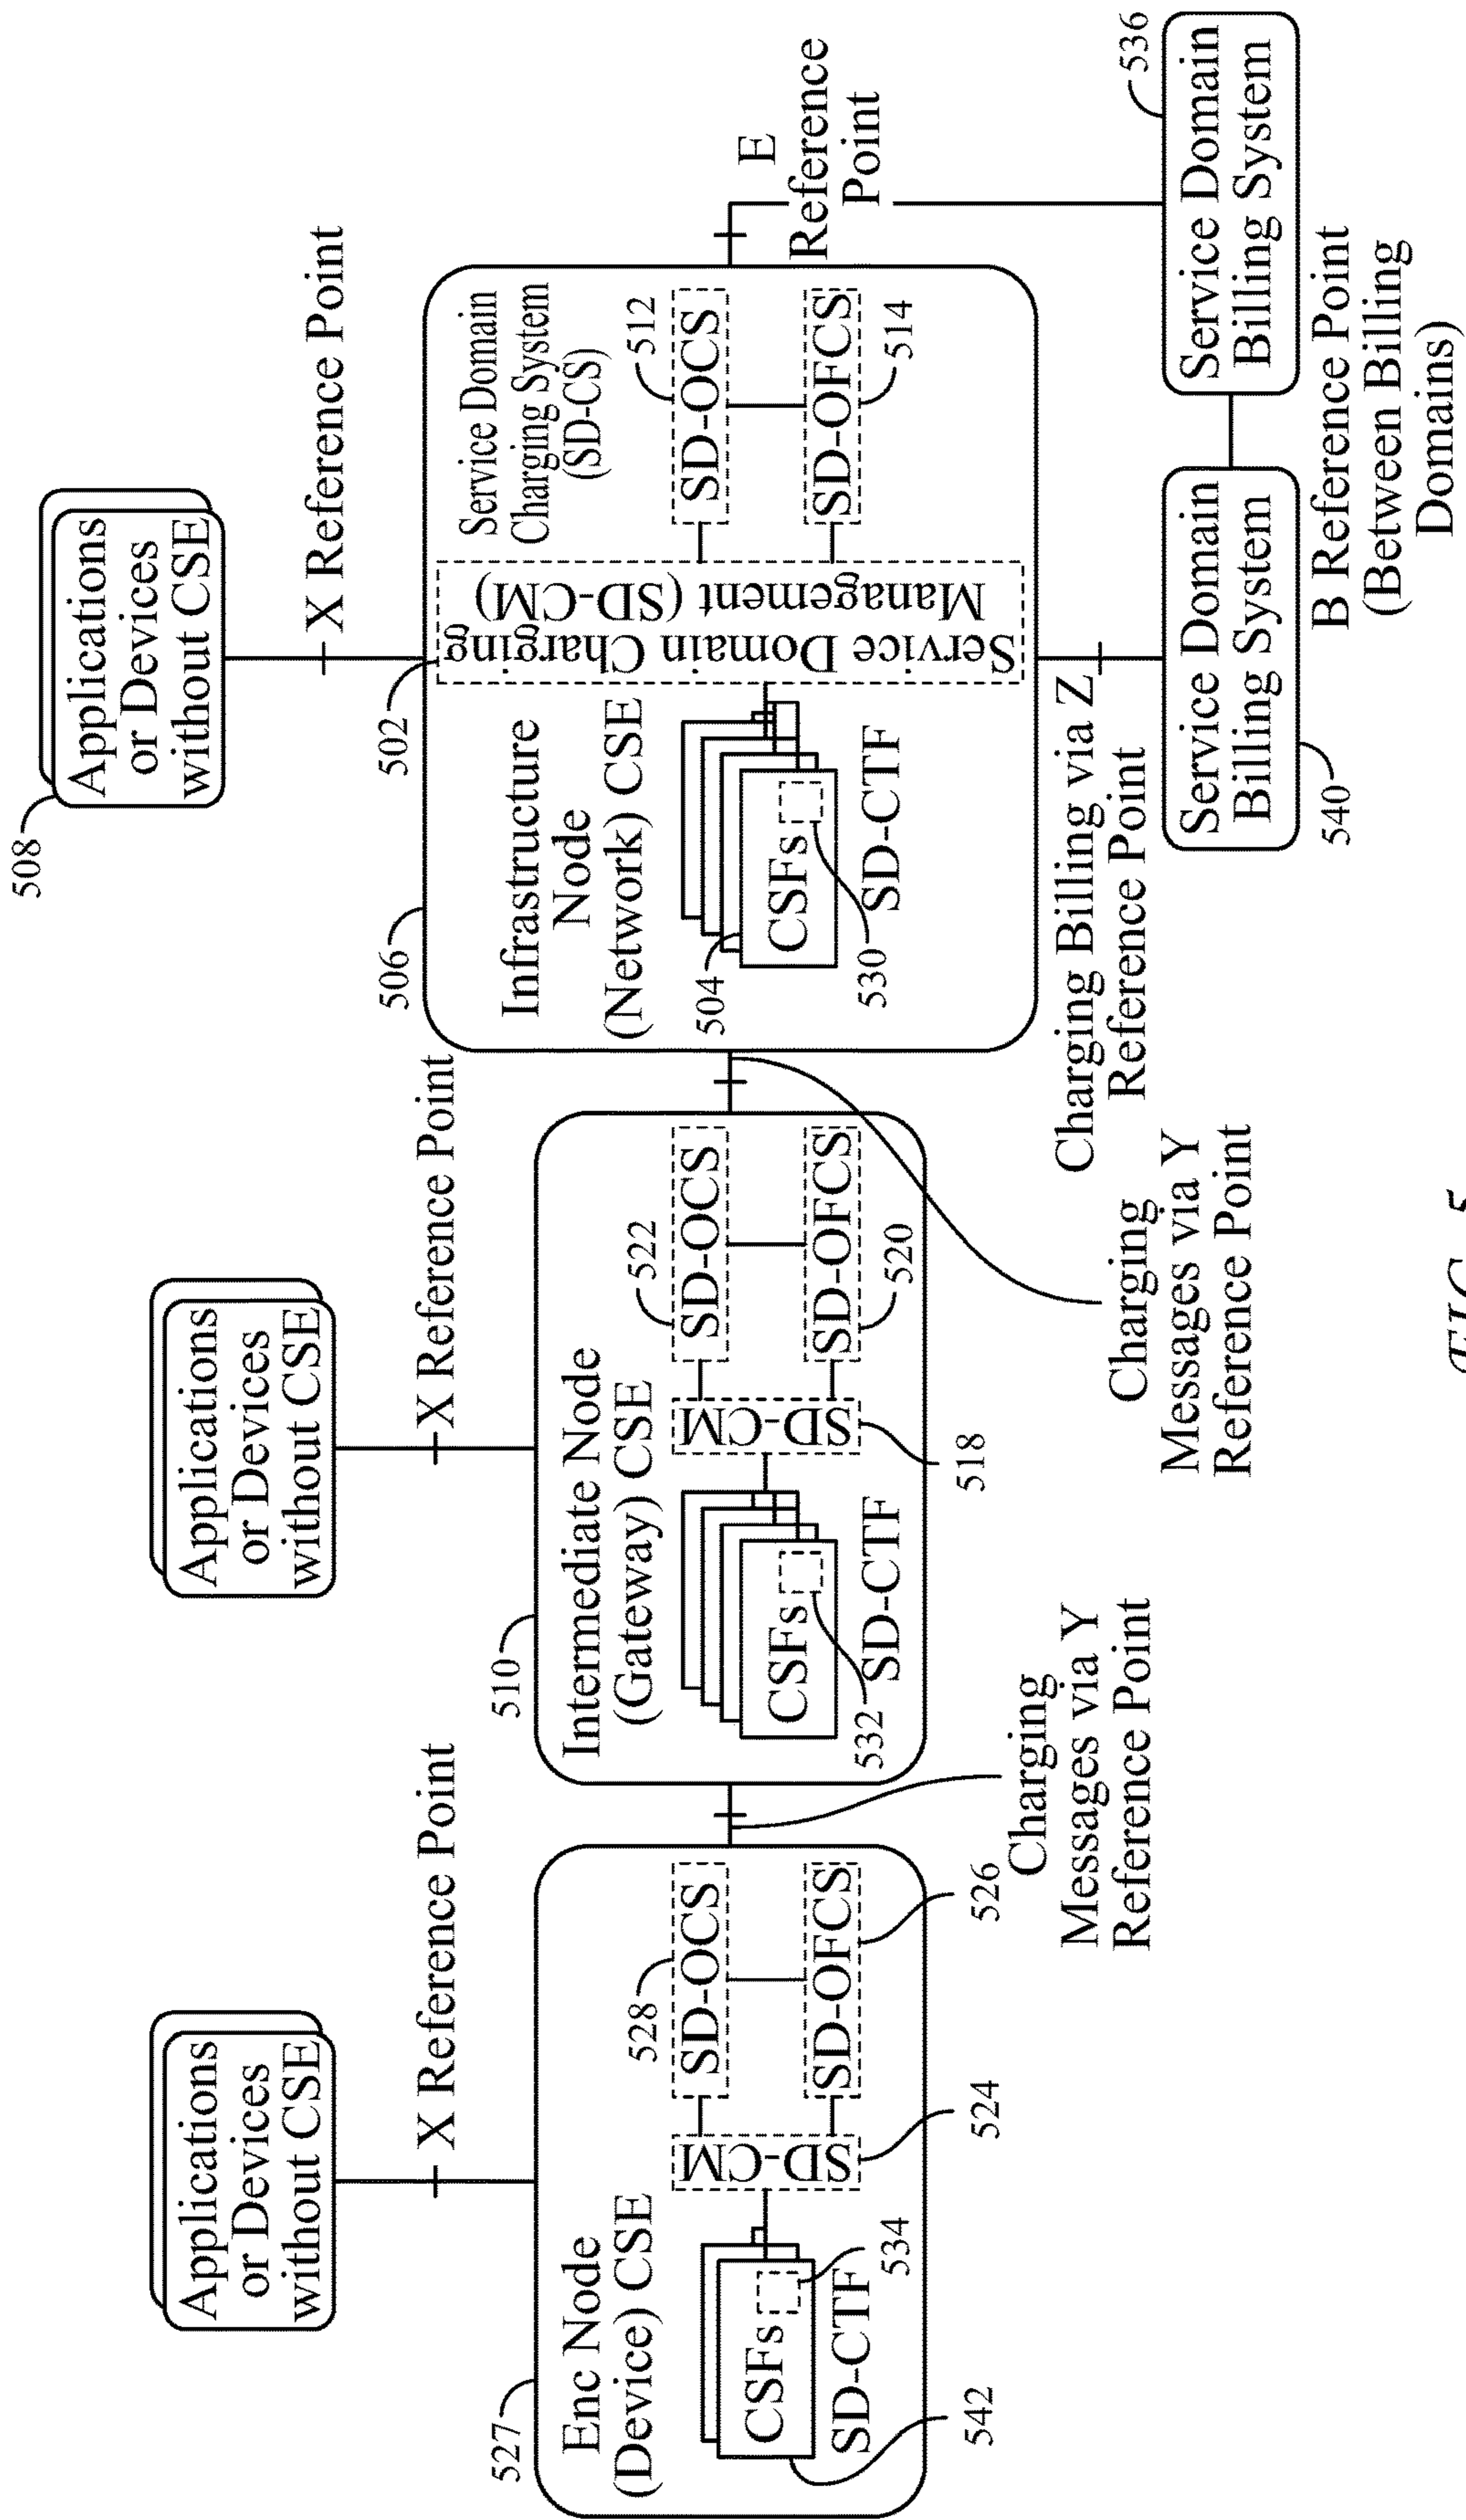 508
Applications
or Devices
without CSE
X Reference Point
Applications
or Devices
without CSE
X Reference Point
Applications
or Devices
without CSE
X Reference Point
527
Enc Node
(Device) CSE
CSFs
SD-CTF
534
542
SD-CM
524
528
SD-OCS
SD-OFCS
526
Charging
Messages via Y
Reference Point
510
Intermediate Node
(Gateway) CSE
CSFs
SD-CTF
532
SD-CM
518
522
SD-OCS
SD-OFCS
520
Charging
Messages via Y
Reference Point
506
502
Infrastructure
Node
(Network) CSE
504
CSFs
SD-CTF
530
Service Domain Charging
Management (SD-CM)
Service Domain
Charging System
(SD-CS)
512
SD-OCS
SD-OFCS
514
E
Reference
Point
Charging Billing via Z
Reference Point
Service Domain
Billing System
540
536
Service Domain
Billing System
B Reference Point
(Between Billing
Domains)
FIG. 5